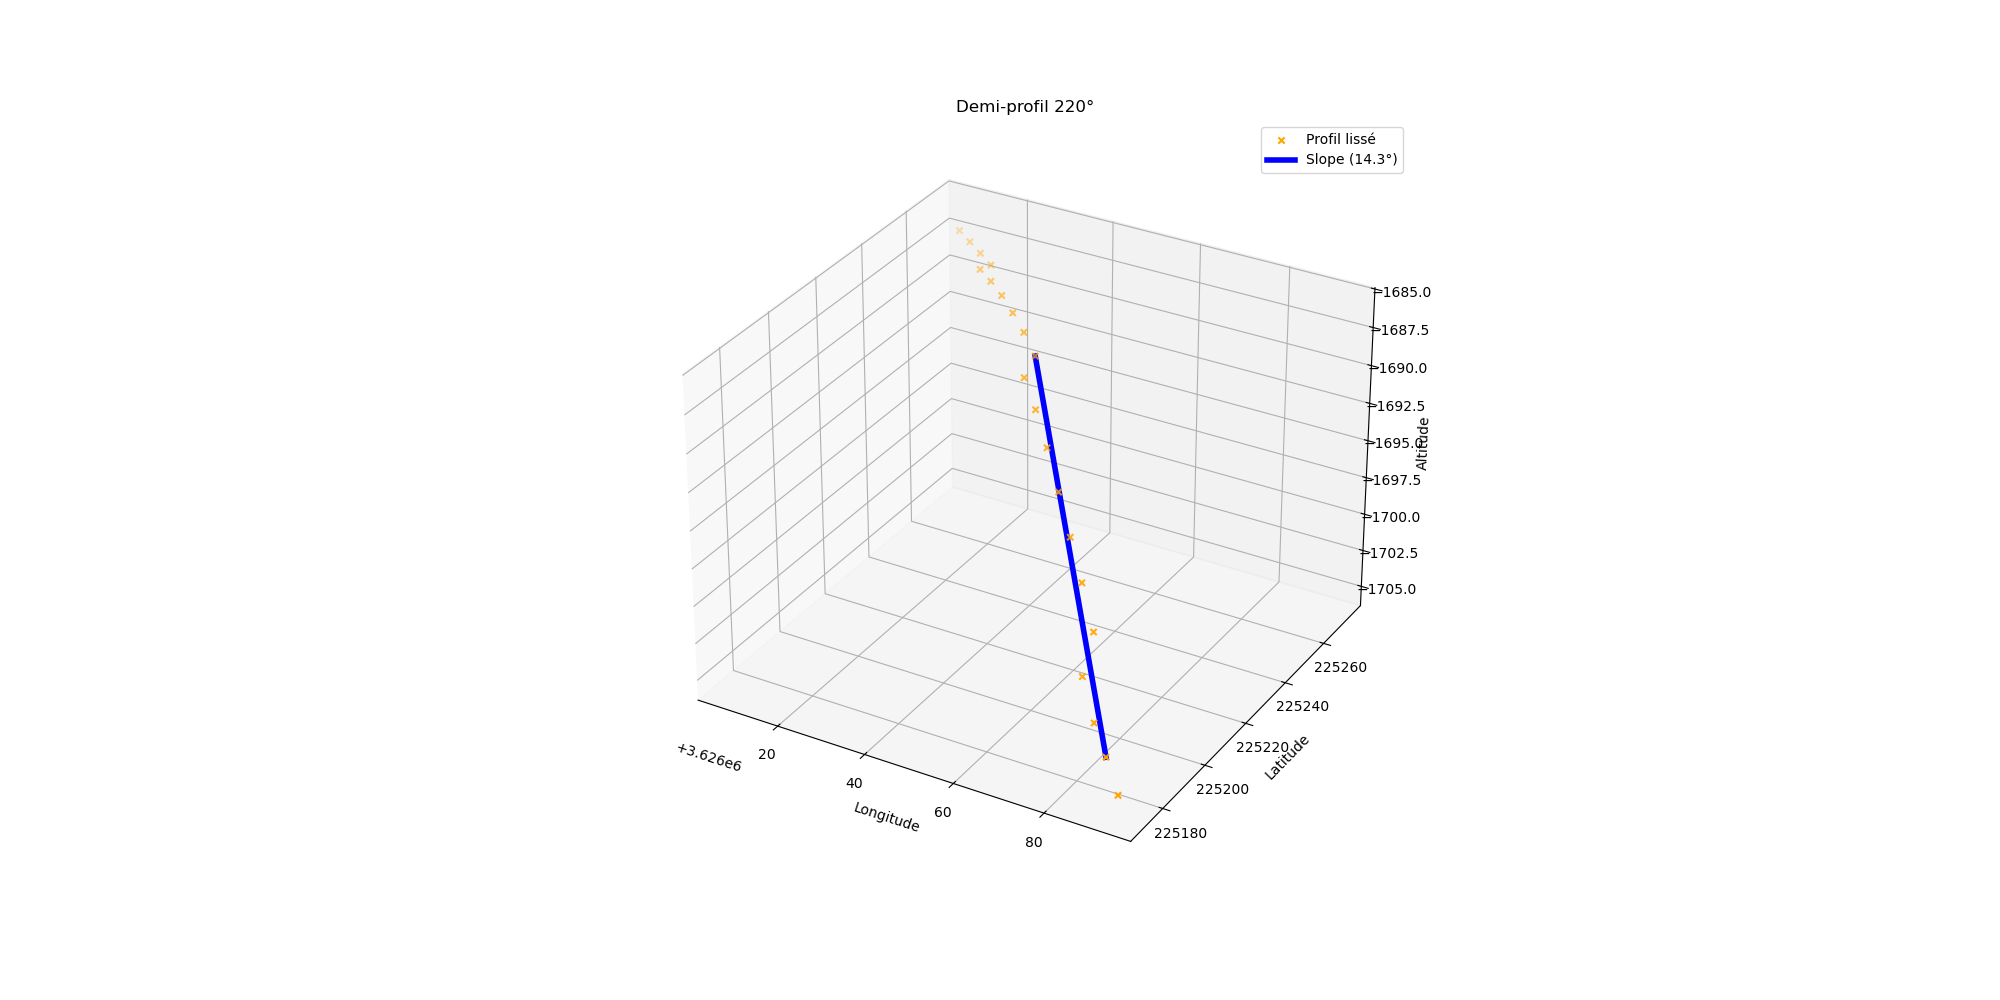 Demi-profil 220°
Profil lissé
Slope (14.3°)
−1685.0
−1687.5
−1690.0
−1692.5
−1695.0
−1697.5
−1700.0
−1702.5
−1705.0
Altitude
225260
225240
225220
225200
225180
Latitude
+3.626e6
20
40
60
80
Longitude